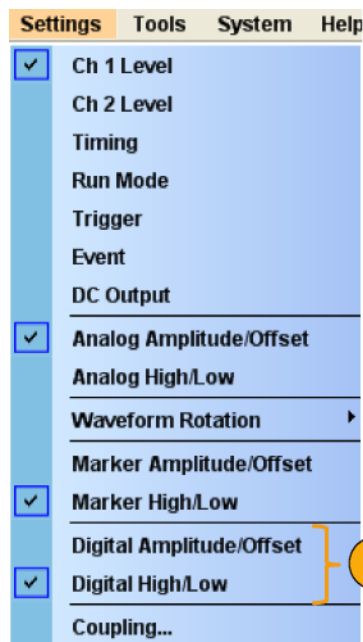 Settings Tools System Help
Ch 1 Level
Ch 2 Level
Timing
Run Mode
Trigger
Event
DC Output
Analog Amplitude/Offset
Analog High/Low
Waveform Rotation
Marker Amplitude/Offset
Marker High/Low
Digital Amplitude/Offset
Digital High/Low
Coupling...